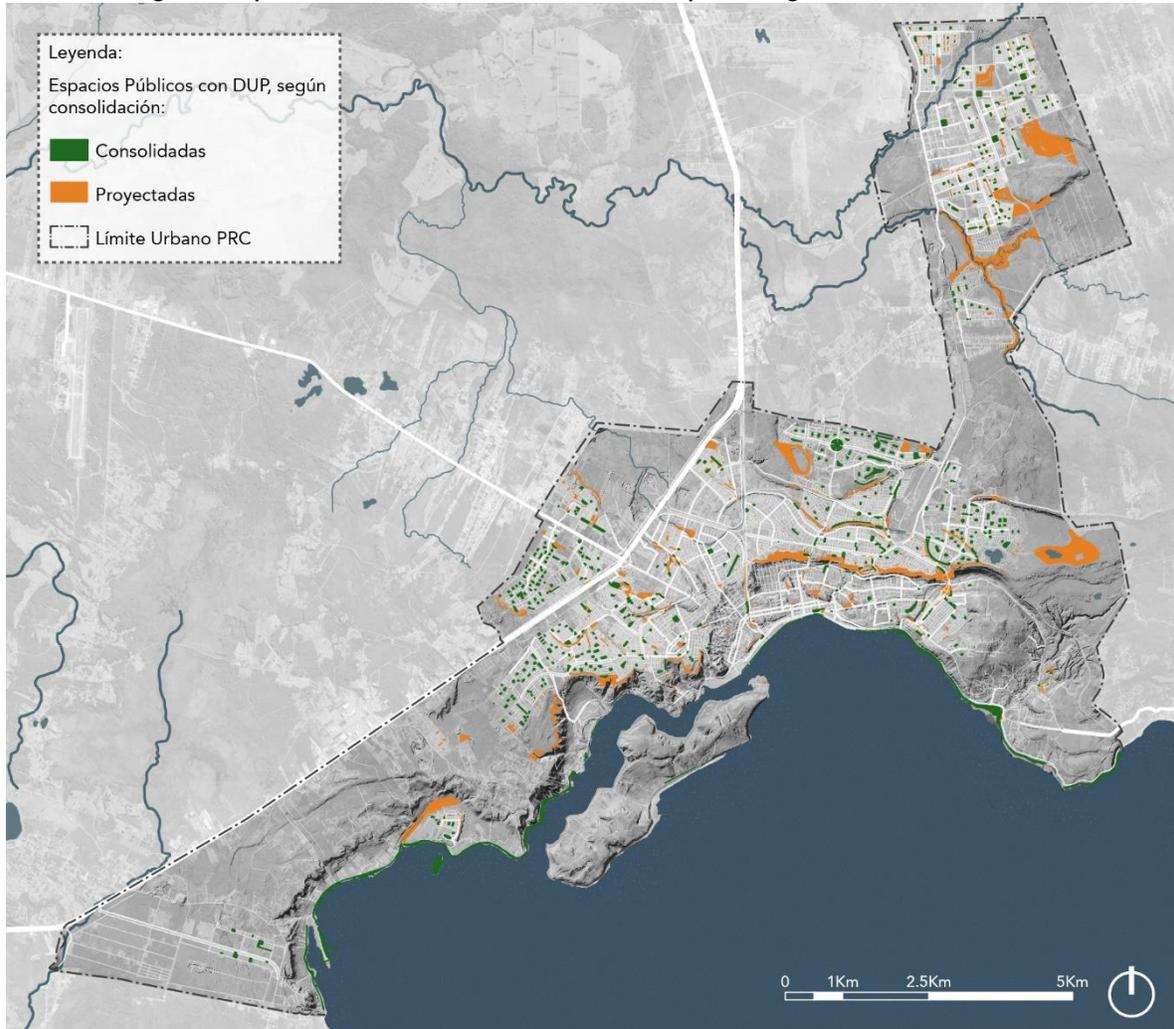 Leyenda:
Espacios Públicos con DUP, según
consolidación:
Consolidadas
Proyectadas
Límite Urbano PRC
0 1Km 2.5Km 5Km